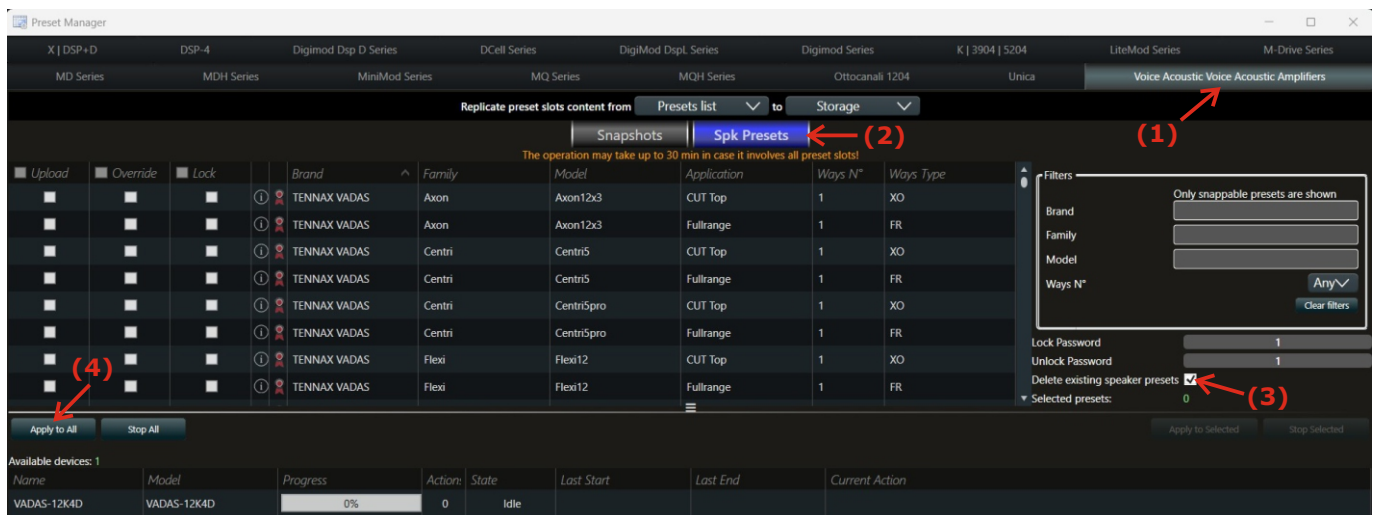 Preset Manager
X | DSP+D DSP-4 Digimod Dsp D Series DCell Series DigiMod DspL Series Digimod Series K | 3904 | 5204 LiteMod Series M-Drive Series
MD Series MDH Series MiniMod Series MQ Series MQH Series Ottocanali 1204 Unica Voice Acoustic Voice Acoustic Amplifiers
Replicate preset slots content from Presets list to Storage
(1)
Snapshots Spk Presets (2)
The operation may take up to 30 min in case it involves all preset slots!
Upload Override Lock Brand Family Model Application Ways N° Ways Type
TENNAX VADAS Axon Axon12x3 CUT Top 1 XO
TENNAX VADAS Axon Axon12x3 Fullrange 1 FR
TENNAX VADAS Centri Centri5 CUT Top 1 XO
TENNAX VADAS Centri Centri5 Fullrange 1 FR
TENNAX VADAS Centri Centri5pro CUT Top 1 XO
TENNAX VADAS Centri Centri5pro Fullrange 1 FR
TENNAX VADAS Flexi Flexi12 CUT Top 1 XO
TENNAX VADAS Flexi Flexi12 Fullrange 1 FR
Filters
Only snappable presets are shown
Brand
Family
Model
Ways N° Any
Clear filters
Lock Password 1
Unlock Password 1
Delete existing speaker presets
(3)
Selected presets: 0
(4)
Apply to All Stop All Apply to Selected Stop Selected
Available devices: 1
Name Model Progress Action: State Last Start Last End Current Action
VADAS-12K4D VADAS-12K4D 0% 0 Idle